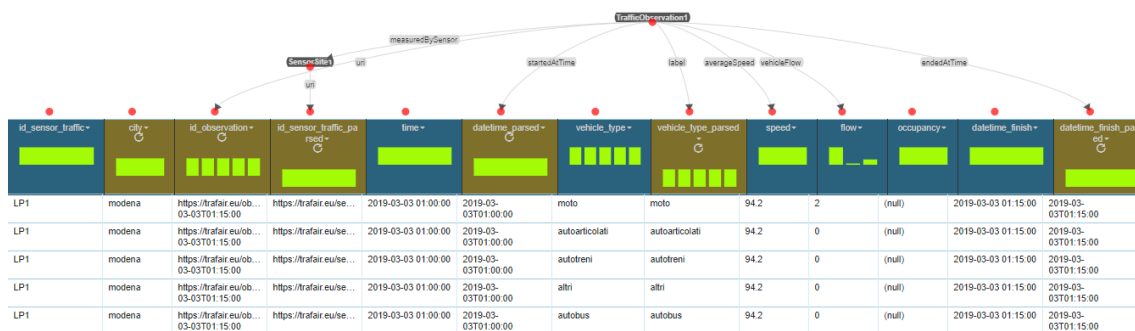 TrafficObservation1
measuredBySensor
SensorSite1
uri
uri
startedAtTime
label
averageSpeed
vehicleFlow
endedAtTime
id_sensor_traffic
city
id_observation
id_sensor_traffic_pa
rsed
time
datetime_parsed
vehicle_type
vehicle_type_parsed
speed
flow
occupancy
datetime_finish
datetime_finish_pa
ed
LP1 modena https://trafair.eu/ob... https://trafair.eu/se... 2019-03-03 01:00:00 2019-03- moto moto 94.2 2 (null) 2019-03-03 01:15:00 2019-03-
03-03T01:15:00 03T01:00:00 03T01:15:00
LP1 modena https://trafair.eu/ob... https://trafair.eu/se... 2019-03-03 01:00:00 2019-03- autoarticolati autoarticolati 94.2 0 (null) 2019-03-03 01:15:00 2019-03-
03-03T01:15:00 03T01:00:00 03T01:15:00
LP1 modena https://trafair.eu/ob... https://trafair.eu/se... 2019-03-03 01:00:00 2019-03- autotreni autotreni 94.2 0 (null) 2019-03-03 01:15:00 2019-03-
03-03T01:15:00 03T01:00:00 03T01:15:00
LP1 modena https://trafair.eu/ob... https://trafair.eu/se... 2019-03-03 01:00:00 2019-03- altri altri 94.2 0 (null) 2019-03-03 01:15:00 2019-03-
03-03T01:15:00 03T01:00:00 03T01:15:00
LP1 modena https://trafair.eu/ob... https://trafair.eu/se... 2019-03-03 01:00:00 2019-03- autobus autobus 94.2 0 (null) 2019-03-03 01:15:00 2019-03-
03-03T01:15:00 03T01:00:00 03T01:15:00